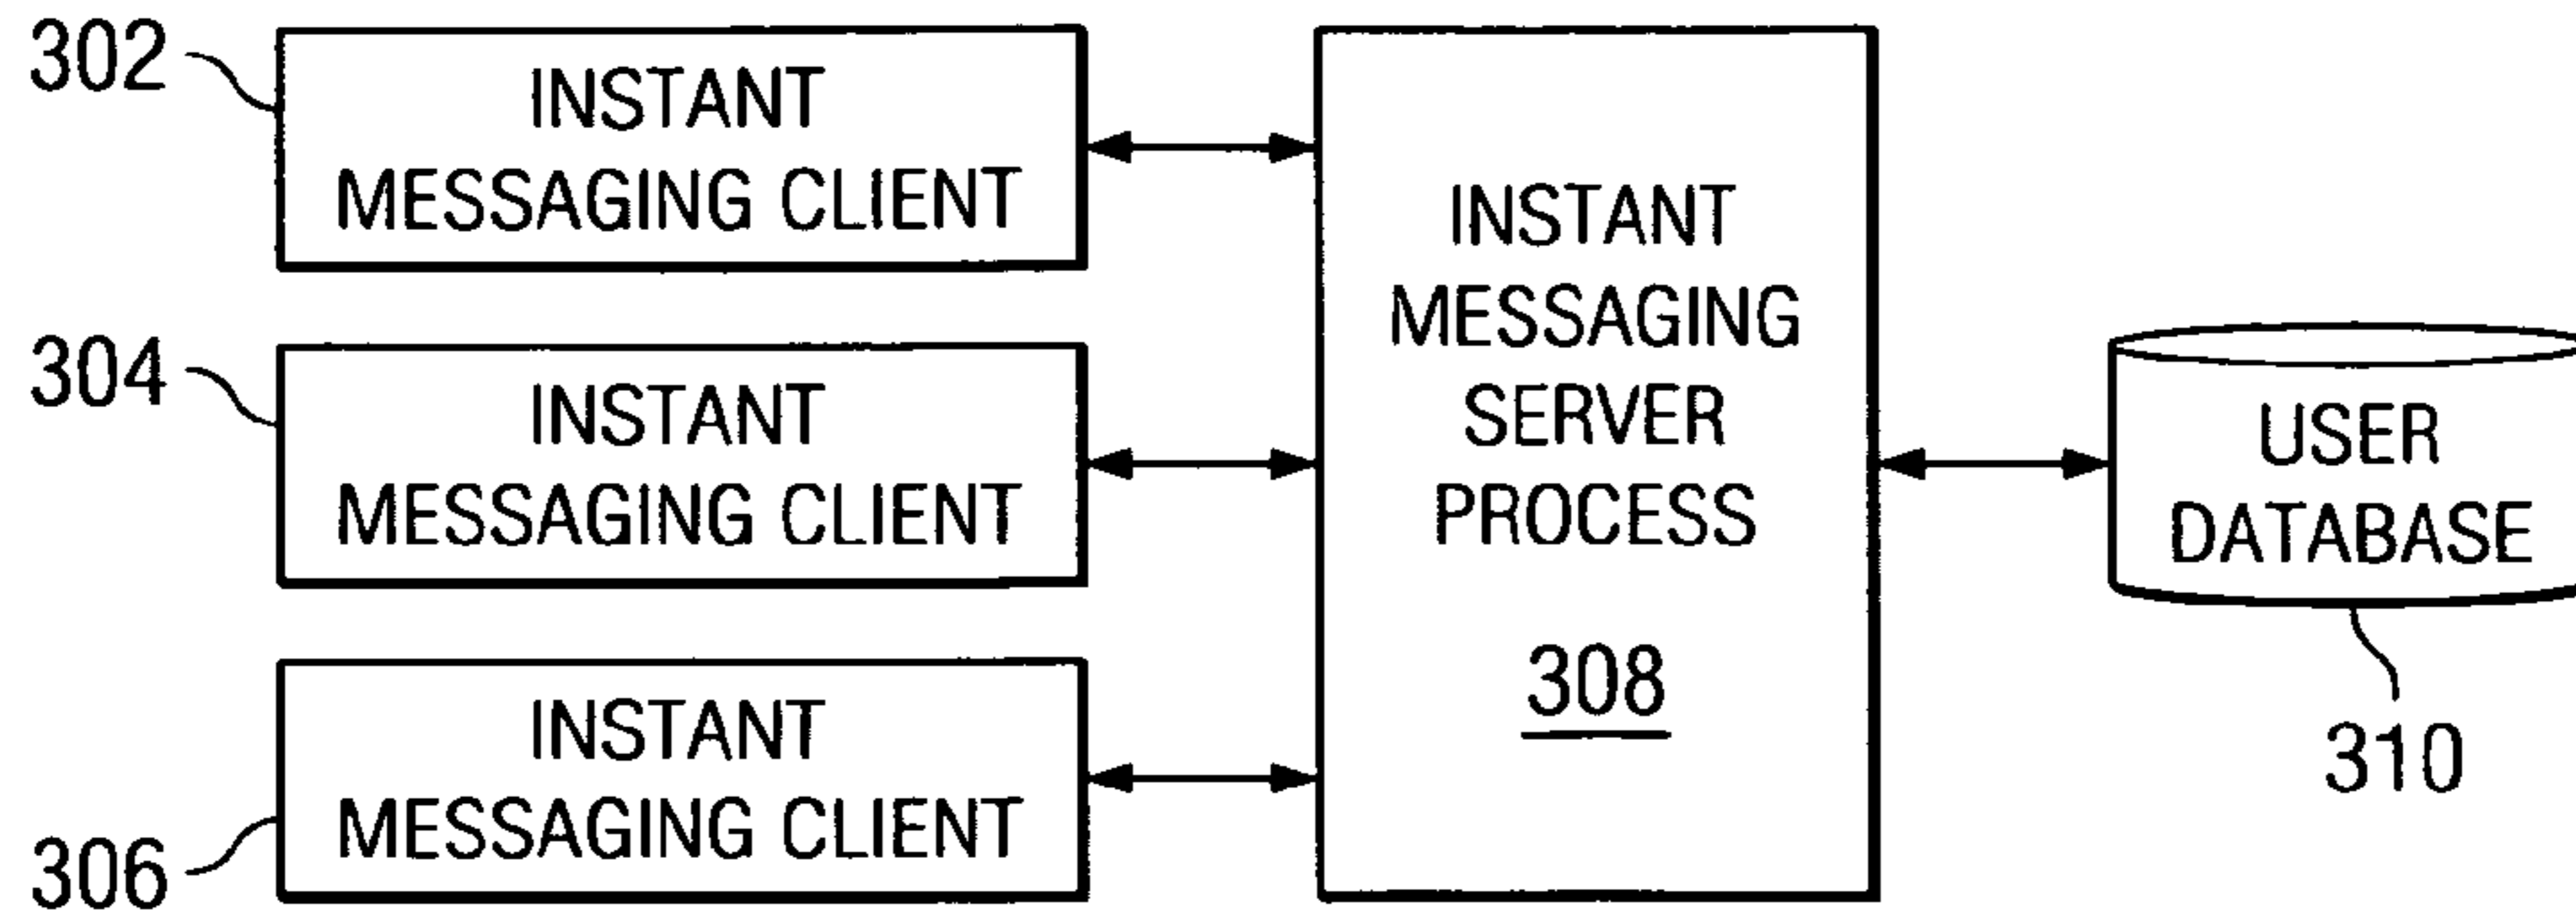 302
INSTANT
MESSAGING CLIENT
304
INSTANT
MESSAGING CLIENT
306
INSTANT
MESSAGING CLIENT
INSTANT
MESSAGING
SERVER
PROCESS
308
USER
DATABASE
310